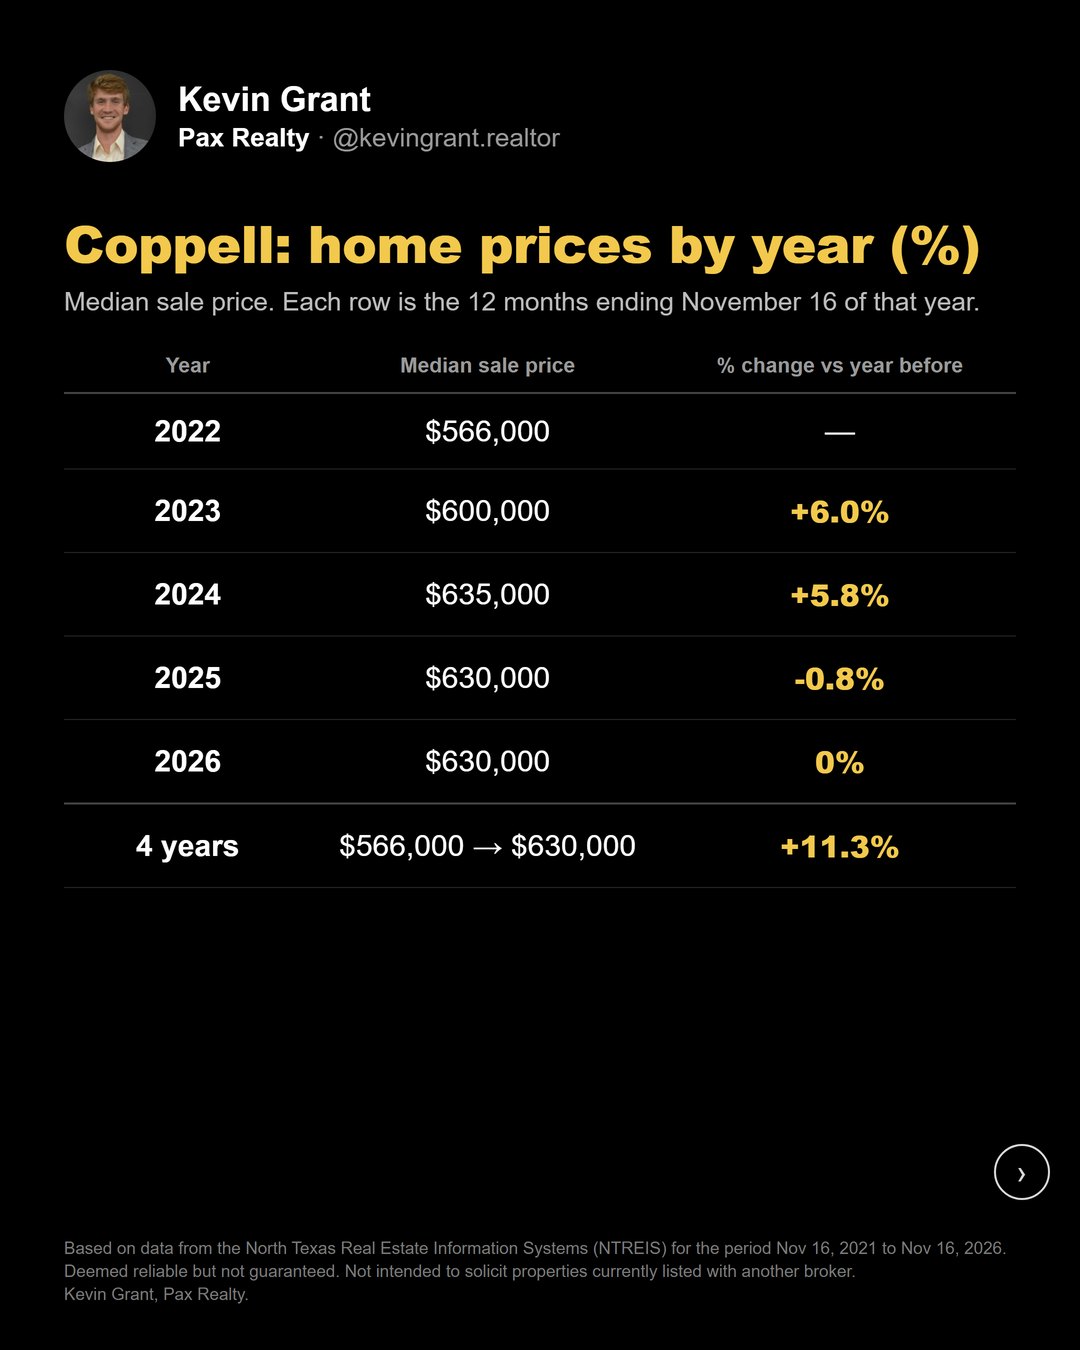 Kevin Grant
Pax Realty · @kevingrant.realtor
Coppell: home prices by year (%)
Median sale price. Each row is the 12 months ending November 16 of that year.
Year Median sale price % change vs year before
2022 $566,000 —
2023 $600,000 +6.0%
2024 $635,000 +5.8%
2025 $630,000 -0.8%
2026 $630,000 0%
4 years $566,000 → $630,000 +11.3%
Based on data from the North Texas Real Estate Information Systems (NTREIS) for the period Nov 16, 2021 to Nov 16, 2026.
Deemed reliable but not guaranteed. Not intended to solicit properties currently listed with another broker.
Kevin Grant, Pax Realty.